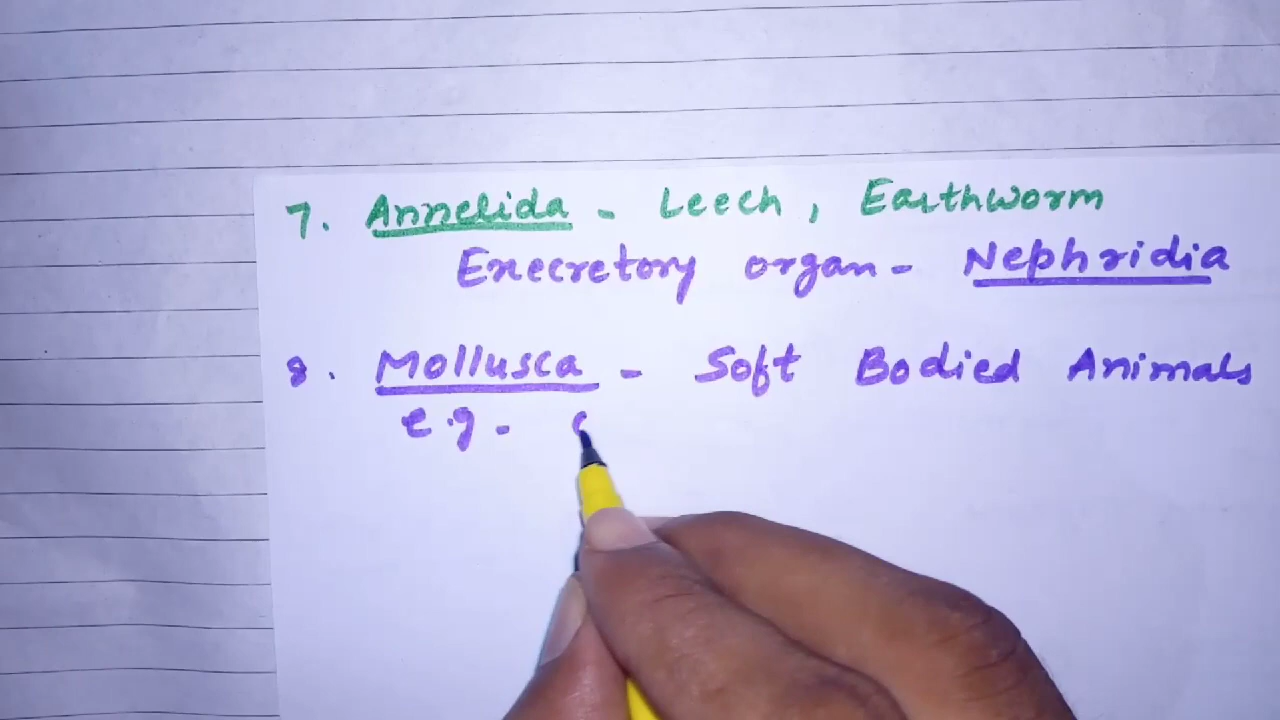 7. Annelida - Leech, Earthworm
Execretory organ - Nephridia
8. Mollusca - Soft Bodied Animals
e.g.-